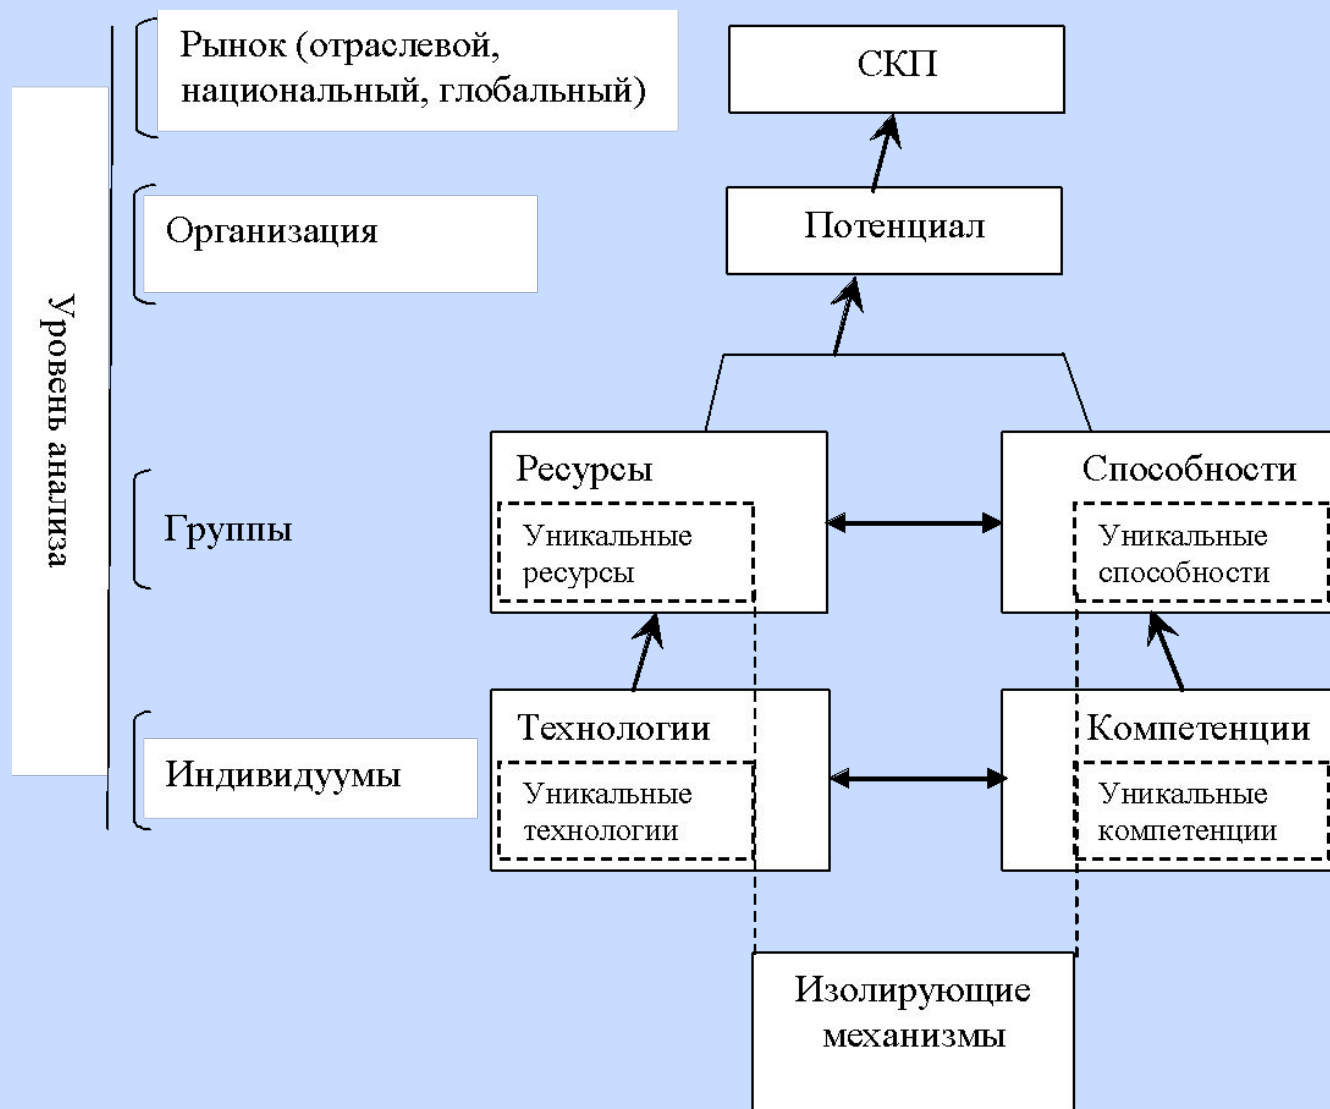 Рынок (отраслевой,
национальный, глобальный)
СКП
Организация
Потенциал
Уровень анализа
Группы
Ресурсы
Уникальные
ресурсы
Способности
Уникальные
способности
Индивидуумы
Технологии
Уникальные
технологии
Компетенции
Уникальные
компетенции
Изолирующие
механизмы